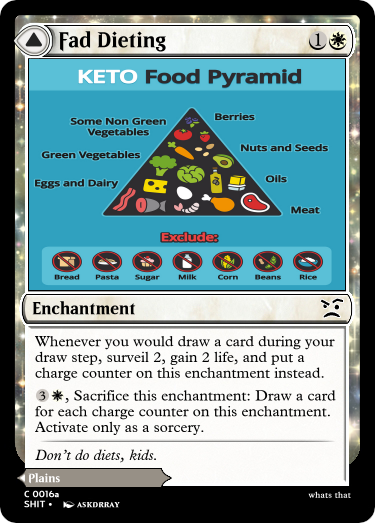 Fad Dieting 1
KETO Food Pyramid
Berries
Some Non Green
Vegetables
Nuts and Seeds
Green Vegetables
Oils
Eggs and Dairy
Meat
Exclude:
Bread Pasta Sugar Milk Corn Beans Rice
Enchantment
Whenever you would draw a card during your
draw step, surveil 2, gain 2 life, and put a
charge counter on this enchantment instead.
3, Sacrifice this enchantment: Draw a card
for each charge counter on this enchantment.
Activate only as a sorcery.
Don't do diets, kids.
Plains
C 0016a
whats that
SHIT • ASKDRRAY